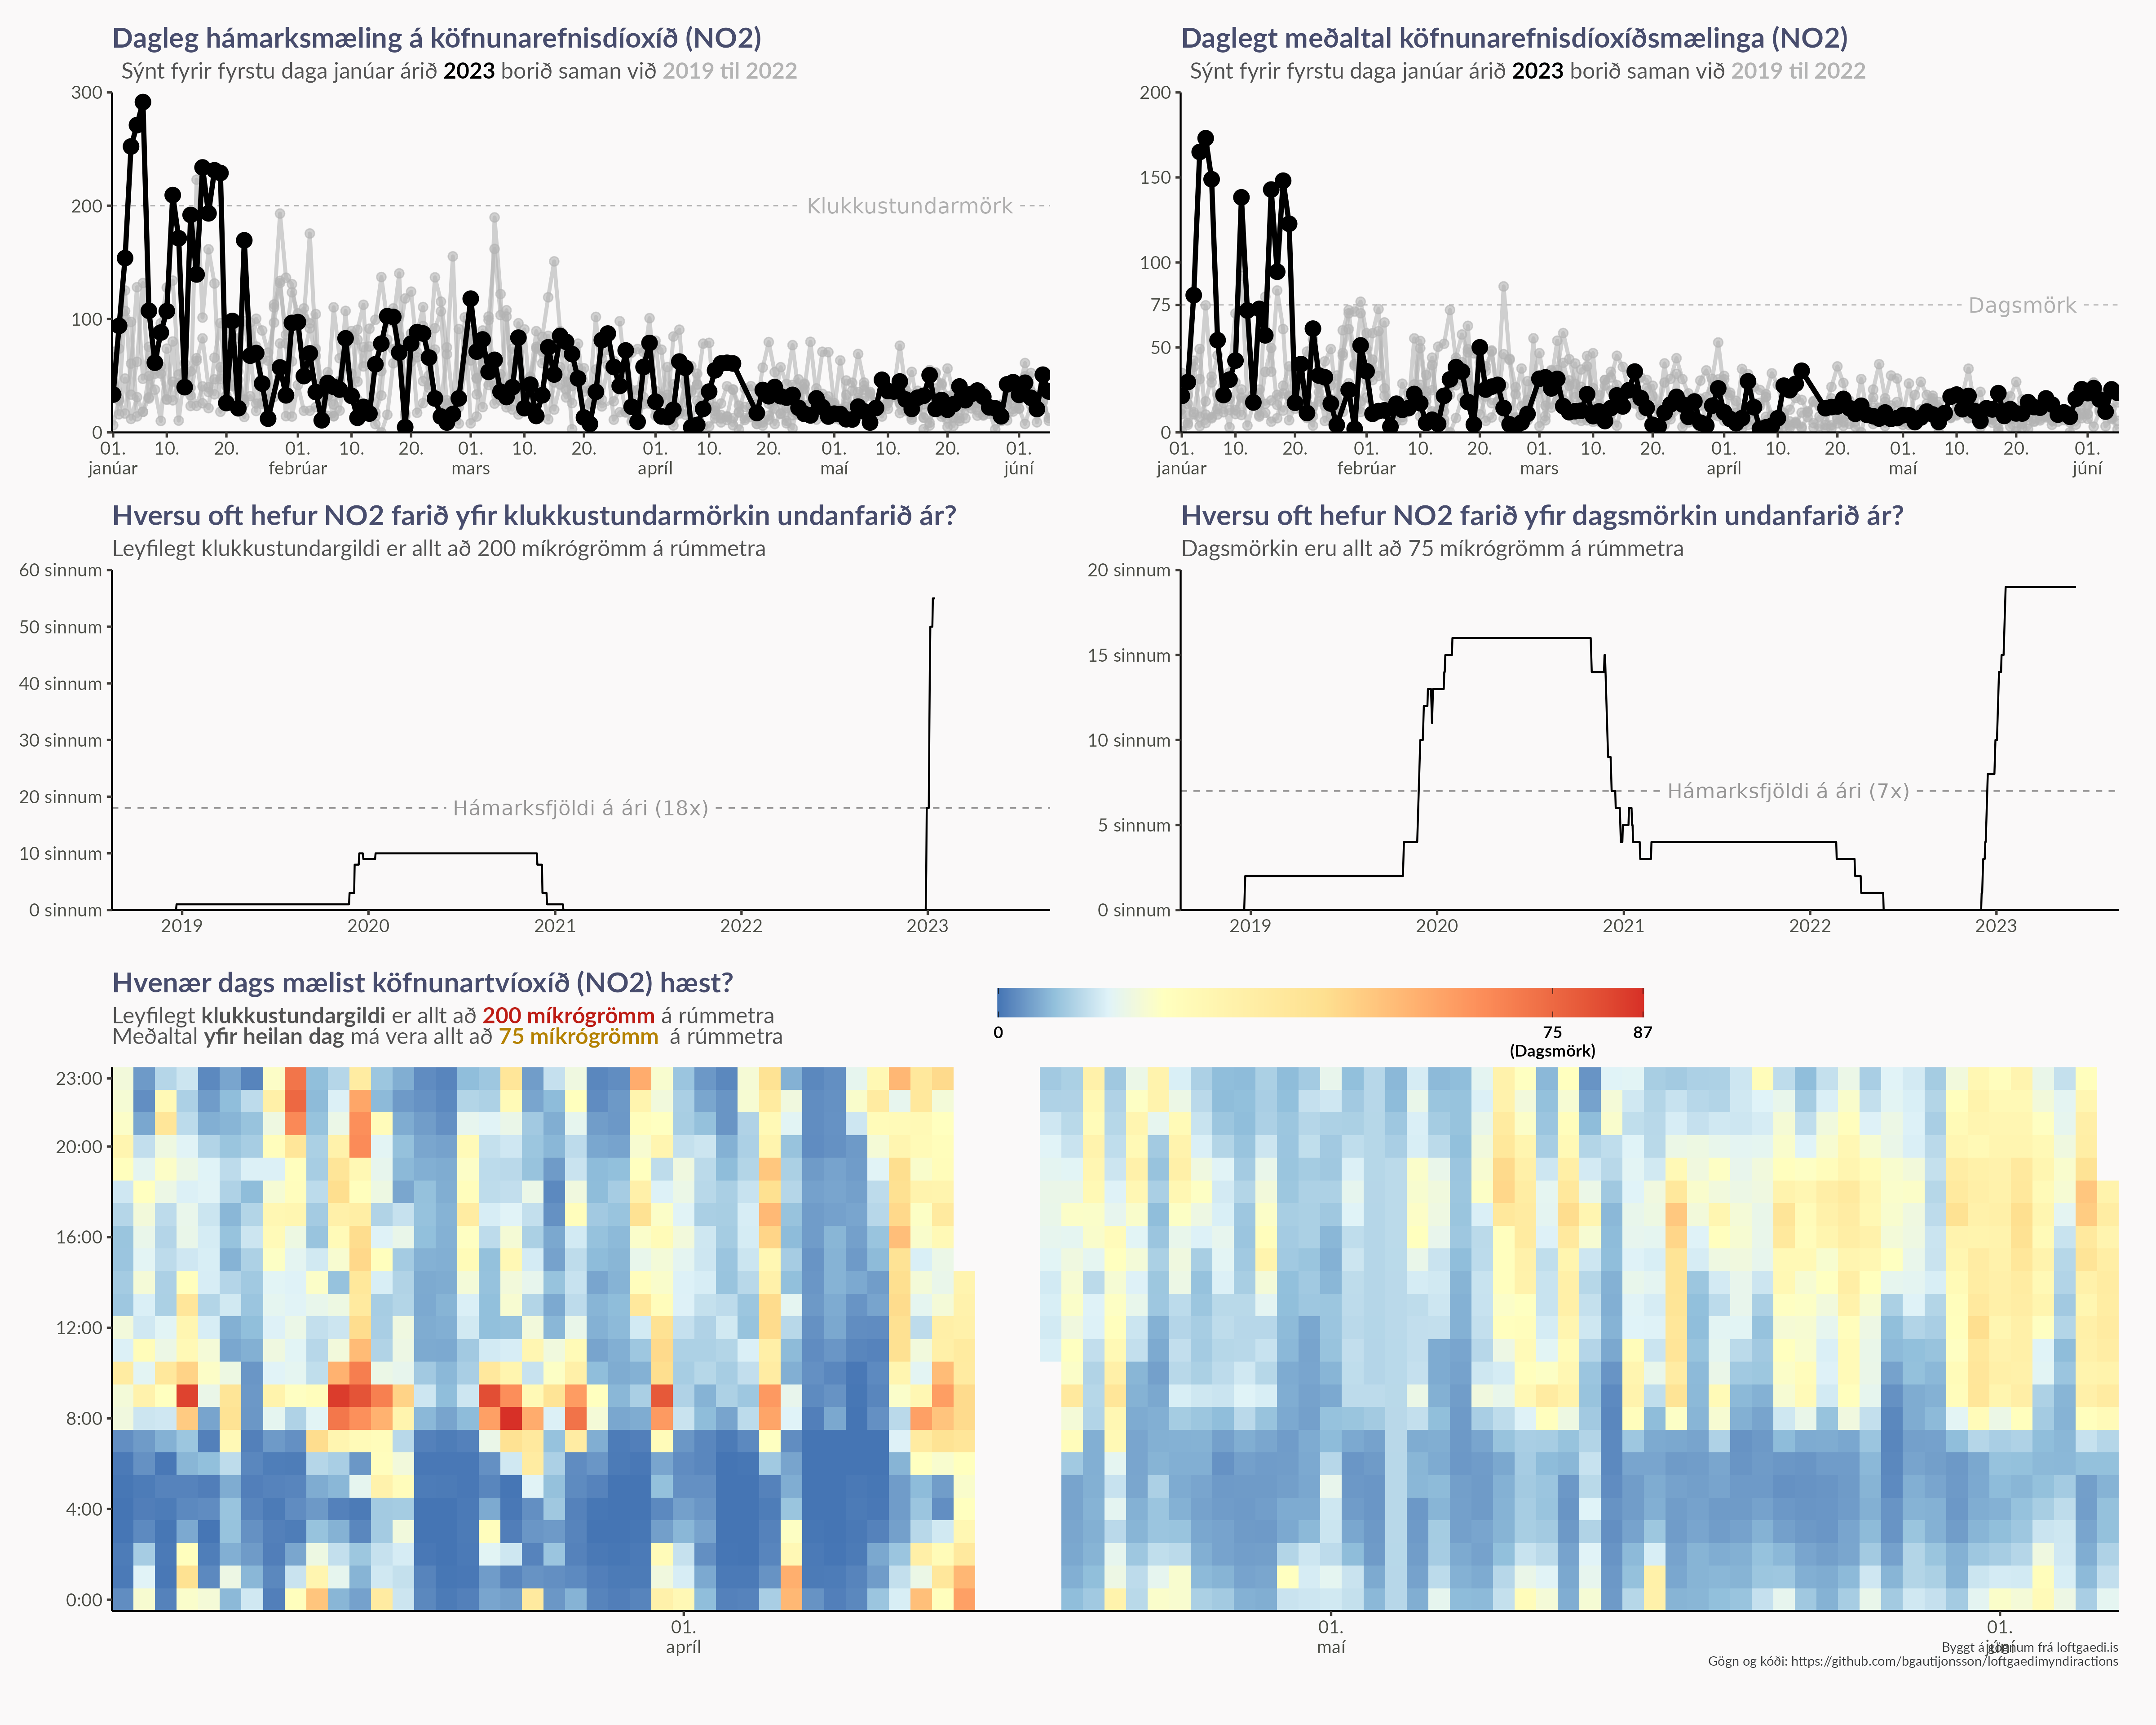 Dagleg hámarksmæling á köfnunarefnisdíoxíð (NO2)
Sýnt fyrir fyrstu daga janúar árið 2023 borið saman við 2019 til 2022
300
200
100
0
Klukkustundarmörk
01. 10. 20. 01. 10. 20. 01. 10. 20. 01. 10. 20. 01. 10. 20. 01.
janúar febrúar mars apríl maí júní
Daglegt meðaltal köfnunarefnisdíoxíðsmælinga (NO2)
Sýnt fyrir fyrstu daga janúar árið 2023 borið saman við 2019 til 2022
200
150
100
75
50
0
Dagsmörk
01. 10. 20. 01. 10. 20. 01. 10. 20. 01. 10. 20. 01. 10. 20. 01.
janúar febrúar mars apríl maí júní
Hversu oft hefur NO2 farið yfir klukkustundarmörkin undanfarið ár?
Leyfilegt klukkustundargildi er allt að 200 míkrógrömm á rúmmetra
60 sinnum
50 sinnum
40 sinnum
30 sinnum
20 sinnum
10 sinnum
0 sinnum
Hámarksfjöldi á ári (18x)
2019 2020 2021 2022 2023
Hversu oft hefur NO2 farið yfir dagsmörkin undanfarið ár?
Dagsmörkin eru allt að 75 míkrógrömm á rúmmetra
20 sinnum
15 sinnum
10 sinnum
5 sinnum
0 sinnum
Hámarksfjöldi á ári (7x)
2019 2020 2021 2022 2023
Hvenær dags mælist köfnunartvíoxíð (NO2) hæst?
Leyfilegt klukkustundargildi er allt að 200 míkrógrömm á rúmmetra
Meðaltal yfir heilan dag má vera allt að 75 míkrógrömm á rúmmetra
0 75 87
(Dagsmörk)
23:00
20:00
16:00
12:00
8:00
4:00
0:00
01. 01. 01.
apríl maí júní
Byggt á gögnum frá loftgaedi.is
Gögn og kóði: https://github.com/bgautijonsson/loftgaedimyndiractions